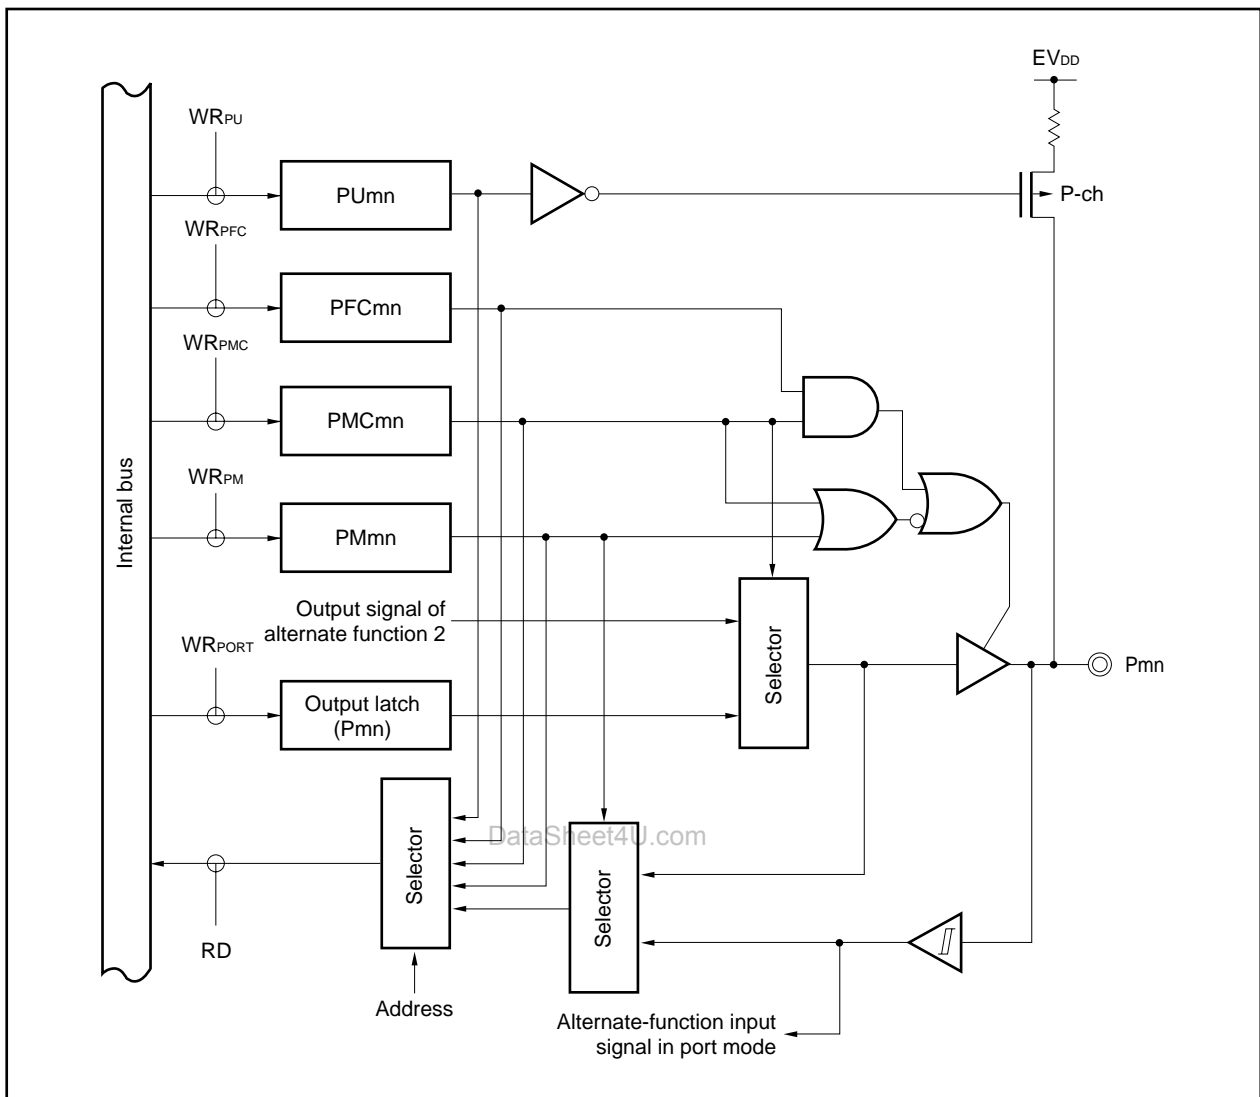 EVDD
WRPU
PUmn
P-ch
WRPFC
PFCmn
WRPMC
PMCmn
WRPM
PMmn
Internal bus
Output signal of
alternate function 2
WRPORT
Output latch
(Pmn)
Selector
Pmn
Selector
DataSheet4U.com
Selector
RD
Address
Alternate-function input
signal in port mode